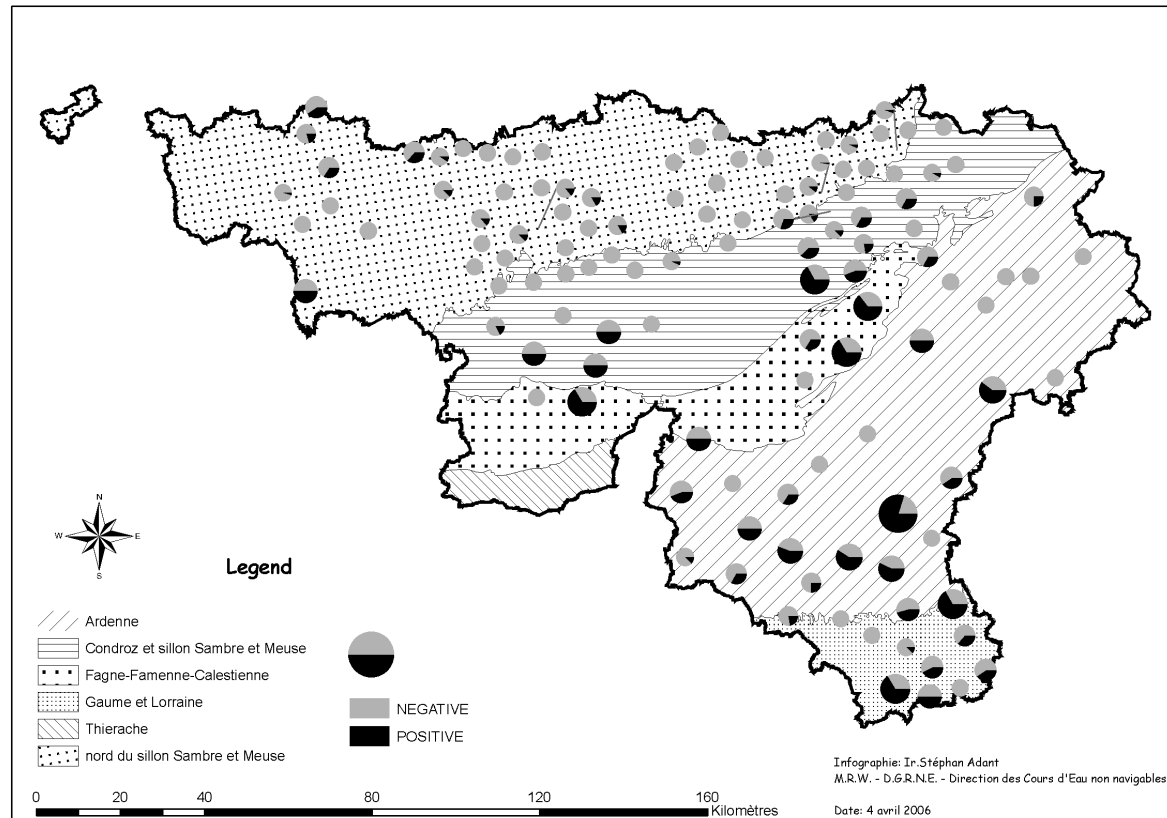 N
W E
S
Legend
Ardenne
Condroz et sillon Sambre et Meuse
Fagne-Famenne-Calestienne
Gaume et Lorraine
Thierache
nord du sillon Sambre et Meuse
NEGATIVE
POSITIVE
Infographie: Ir.Stéphan Adant
M.R.W. - D.G.R.N.E. - Direction des Cours d'Eau non navigables
Date: 4 avril 2006
0 20 40 80 120 160 Kilomètres